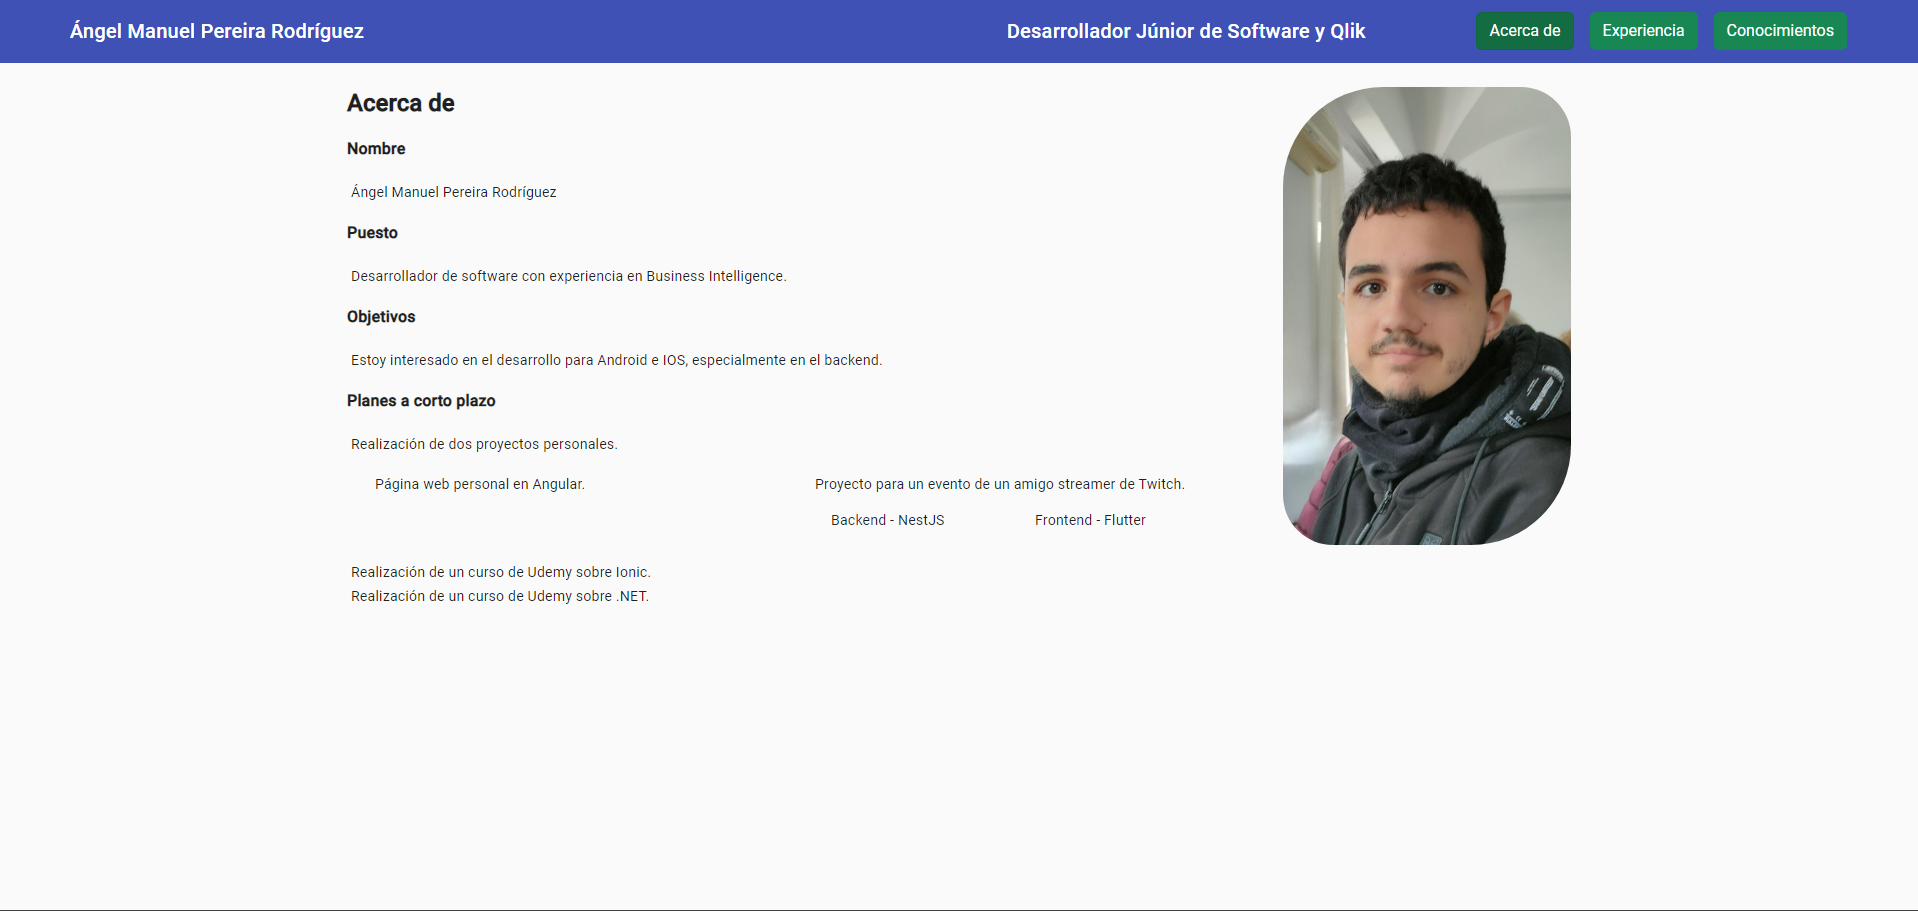 Ángel Manuel Pereira Rodríguez
Desarrollador Júnior de Software y Qlik
Acerca de
Experiencia
Conocimientos
Acerca de
Nombre
Ángel Manuel Pereira Rodríguez
Puesto
Desarrollador de software con experiencia en Business Intelligence.
Objetivos
Estoy interesado en el desarrollo para Android e IOS, especialmente en el backend.
Planes a corto plazo
Realización de dos proyectos personales.
Página web personal en Angular.
Proyecto para un evento de un amigo streamer de Twitch.
Backend - NestJS
Frontend - Flutter
Realización de un curso de Udemy sobre Ionic.
Realización de un curso de Udemy sobre .NET.